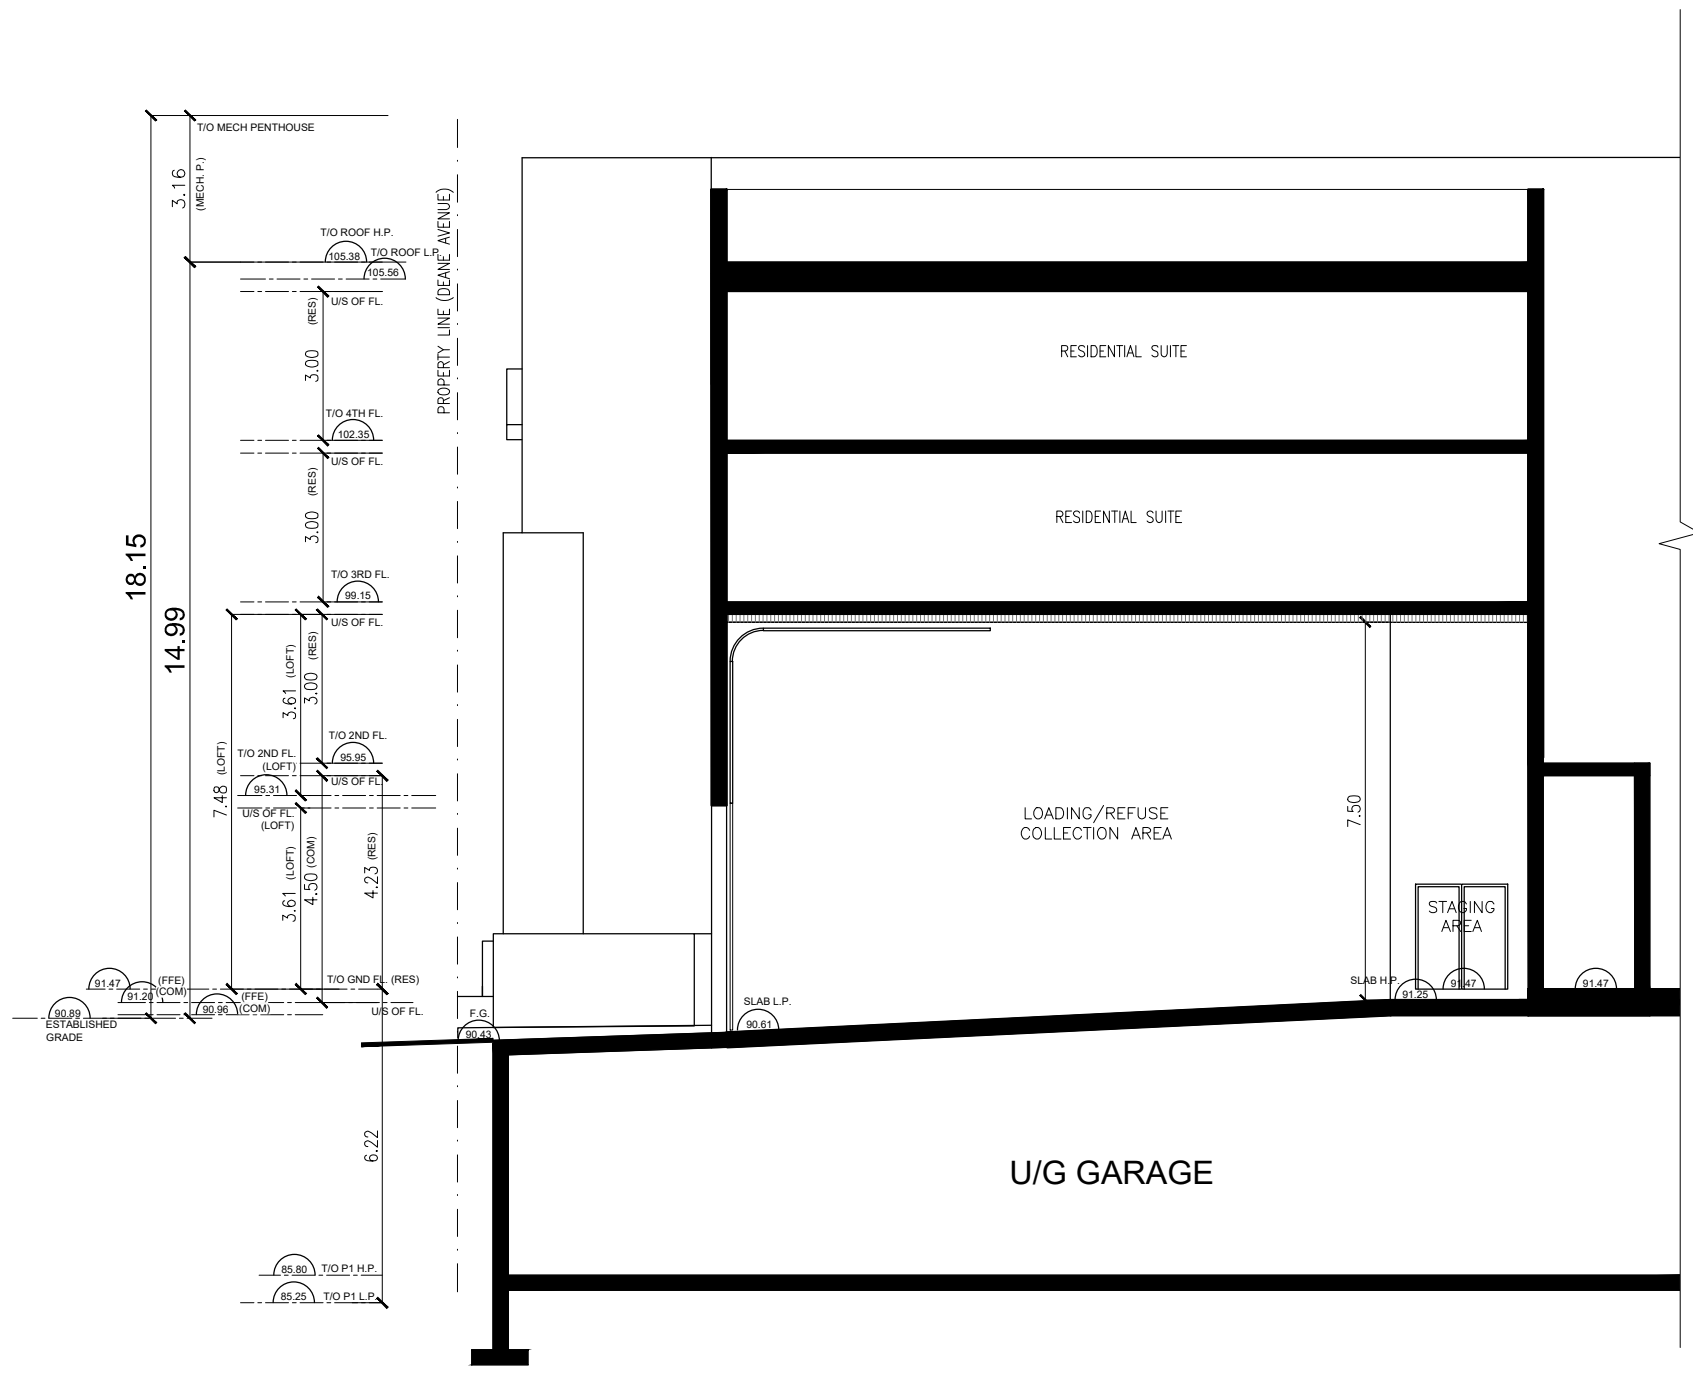 T/O MECH PENTHOUSE
3.16
(MECH. P.)
PROPERTY LINE (DEANE AVENUE)
T/O ROOF H.P.
105.38
T/O ROOF L.P.
105.56
U/S OF FL.
3.00 (RES)
RESIDENTIAL SUITE
T/O 4TH FL.
102.35
U/S OF FL.
3.00 (RES)
RESIDENTIAL SUITE
18.15
14.99
T/O 3RD FL.
99.15
U/S OF FL.
3.61 (LOFT)
3.00 (RES)
T/O 2ND FL.
95.95
T/O 2ND FL.
(LOFT)
U/S OF FL.
95.31
7.48 (LOFT)
U/S OF FL.
(LOFT)
3.61 (LOFT)
4.50 (COM)
4.23 (RES)
LOADING/REFUSE
COLLECTION AREA
7.50
STAGING
AREA
T/O GND FL. (RES)
91.47
(FFE)
91.20
(COM)
90.96
(FFE)
(COM)
U/S OF FL.
90.89
ESTABLISHED
GRADE
F.G.
90.43
SLAB L.P.
90.61
SLAB H.P.
91.25
91.47
91.47
6.22
U/G GARAGE
85.80
T/O P1 H.P.
85.25
T/O P1 L.P.